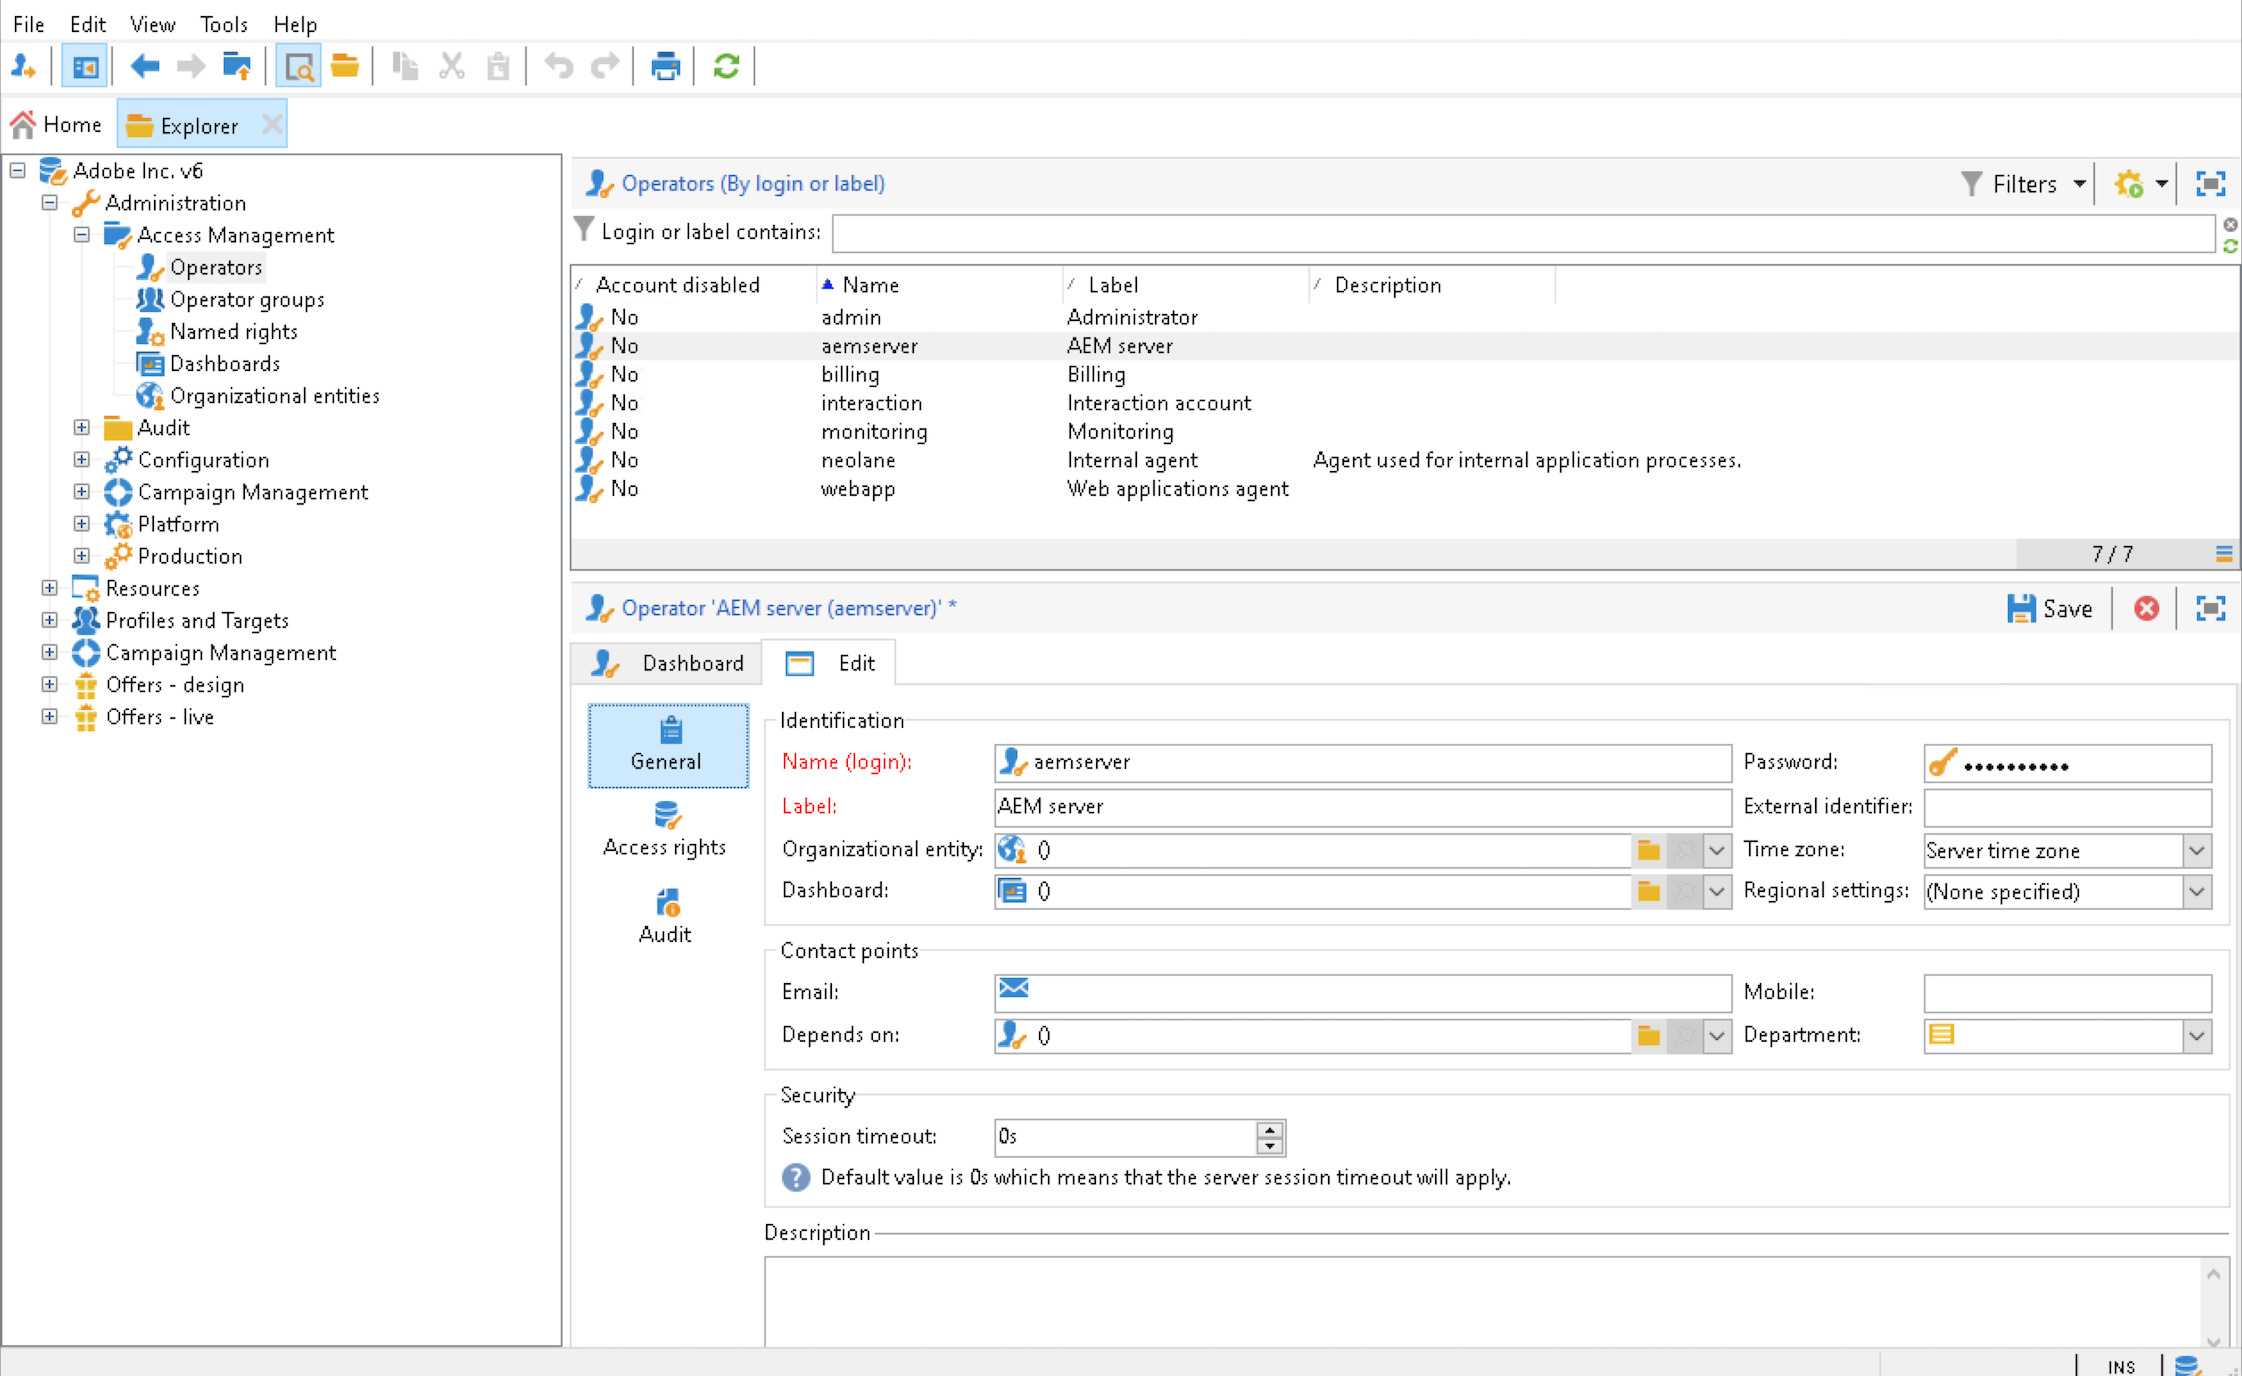 File Edit View Tools Help
Home Explorer
Adobe Inc. v6
Administration
Access Management
Operators
Operator groups
Named rights
Dashboards
Organizational entities
Audit
Configuration
Campaign Management
Platform
Production
Resources
Profiles and Targets
Campaign Management
Offers - design
Offers - live
Operators (By login or label) Filters
Login or label contains:
Account disabled Name Label Description
No admin Administrator
No aemserver AEM server
No billing Billing
No interaction Interaction account
No monitoring Monitoring
No neolane Internal agent Agent used for internal application processes.
No webapp Web applications agent
7 / 7
Operator 'AEM server (aemserver)' * Save
Dashboard Edit
General
Access rights
Audit
Identification
Name (login): aemserver Password: ••••••••••
Label: AEM server External identifier:
Organizational entity: () Time zone: Server time zone
Dashboard: () Regional settings: (None specified)
Contact points
Email: Mobile:
Depends on: () Department:
Security
Session timeout: 0s
Default value is 0s which means that the server session timeout will apply.
Description
INS